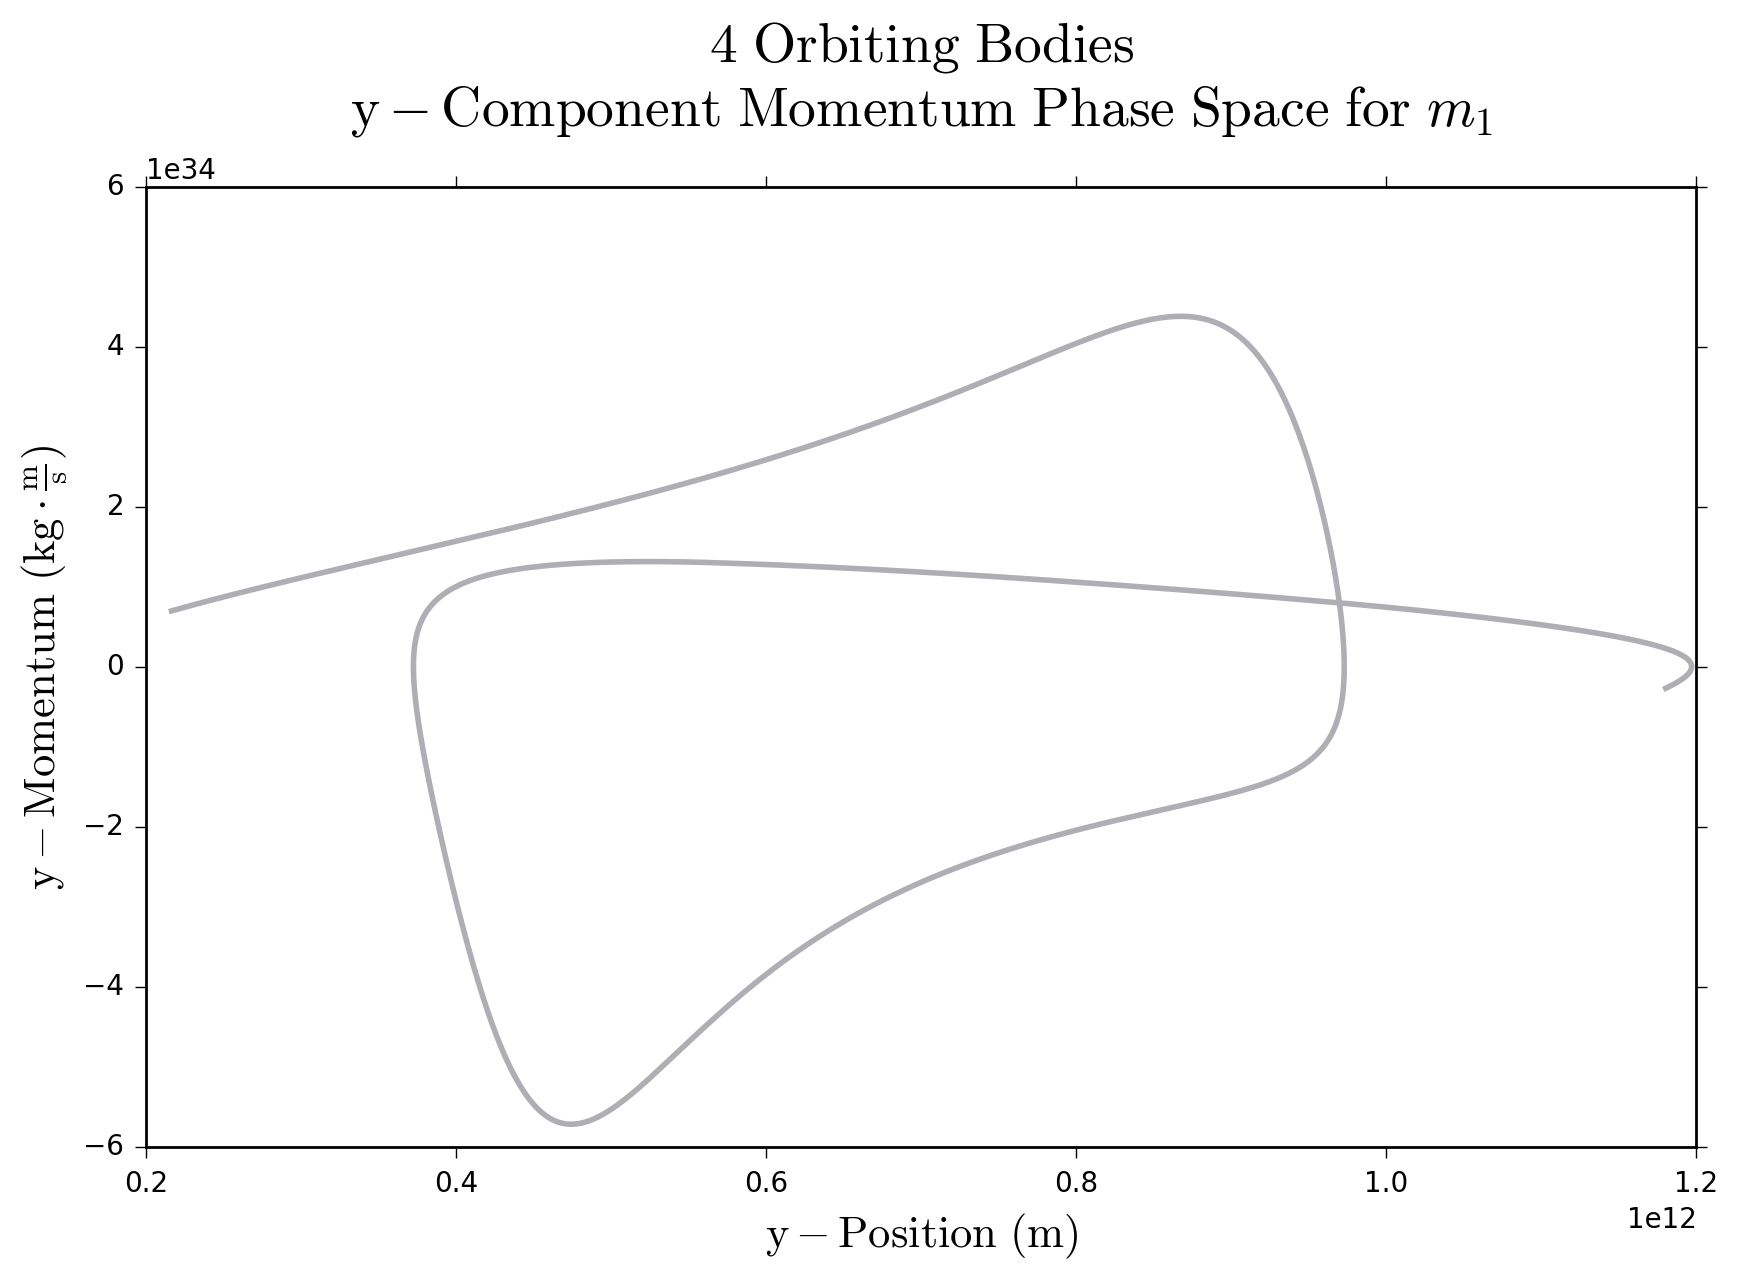 4 Orbiting Bodies
y − Component Momentum Phase Space for m₁
1e34
6
4
2
0
−2
−4
−6
y − Momentum (kg · m/s)
0.2 0.4 0.6 0.8 1.0 1.2
1e12
y − Position (m)